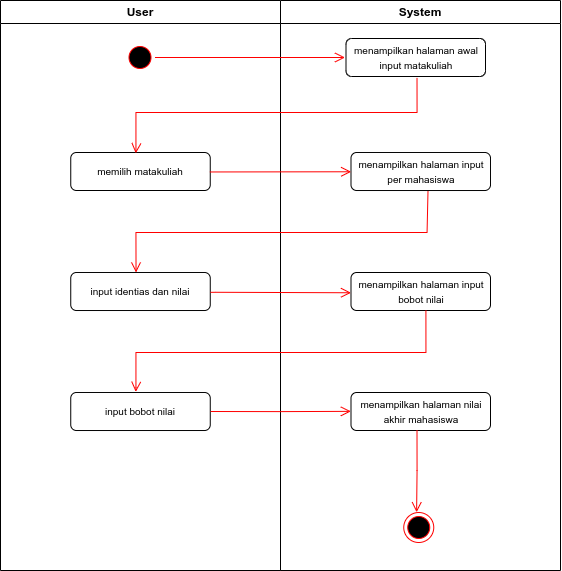 User
System
menampilkan halaman awal
input matakuliah
memilih matakuliah
menampilkan halaman input
per mahasiswa
input identias dan nilai
menampilkan halaman input
bobot nilai
input bobot nilai
menampilkan halaman nilai
akhir mahasiswa